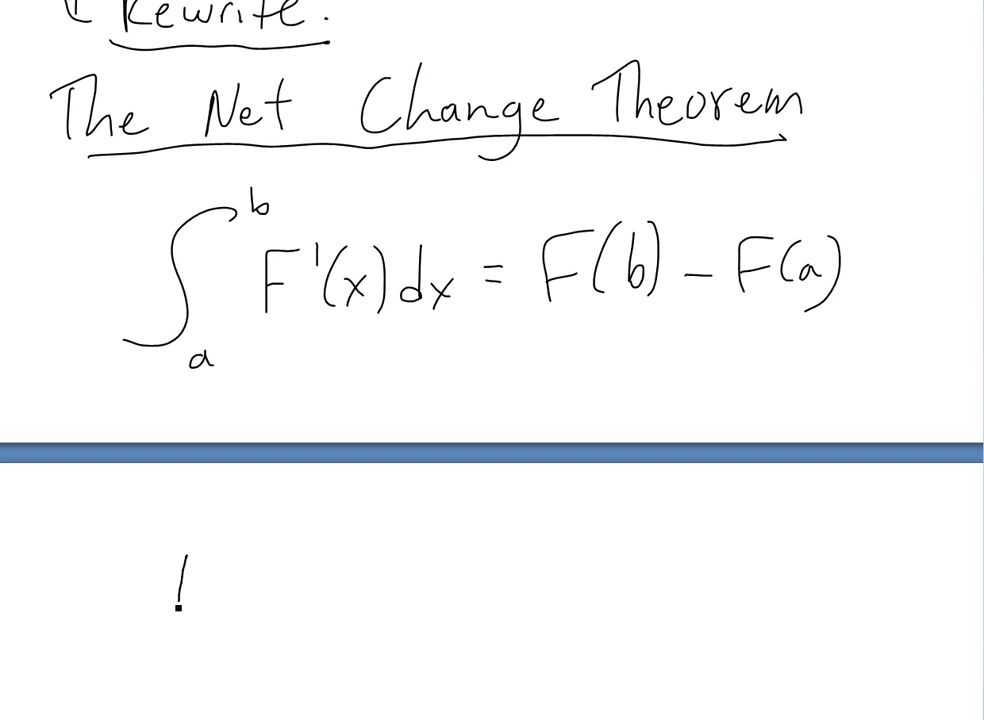 Rewrite.
The Net Change Theorem
∫_a^b F'(x)dx = F(b) - F(a)
!